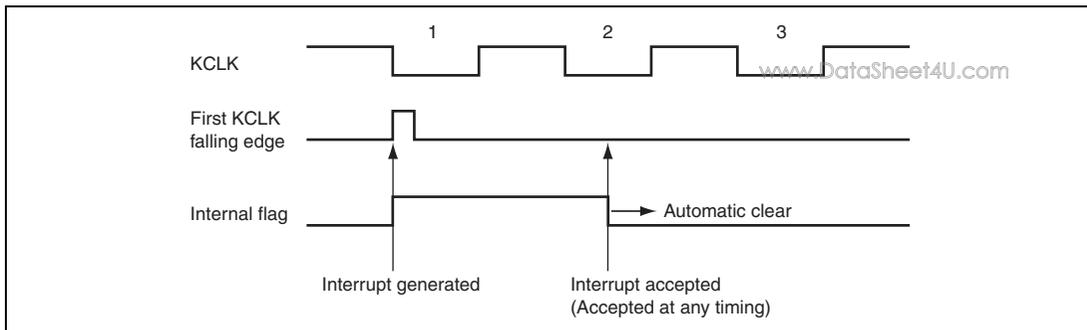 1 2 3
KCLK
www.DataSheet4U.com
First KCLK
falling edge
Internal flag
Automatic clear
Interrupt generated
Interrupt accepted
(Accepted at any timing)